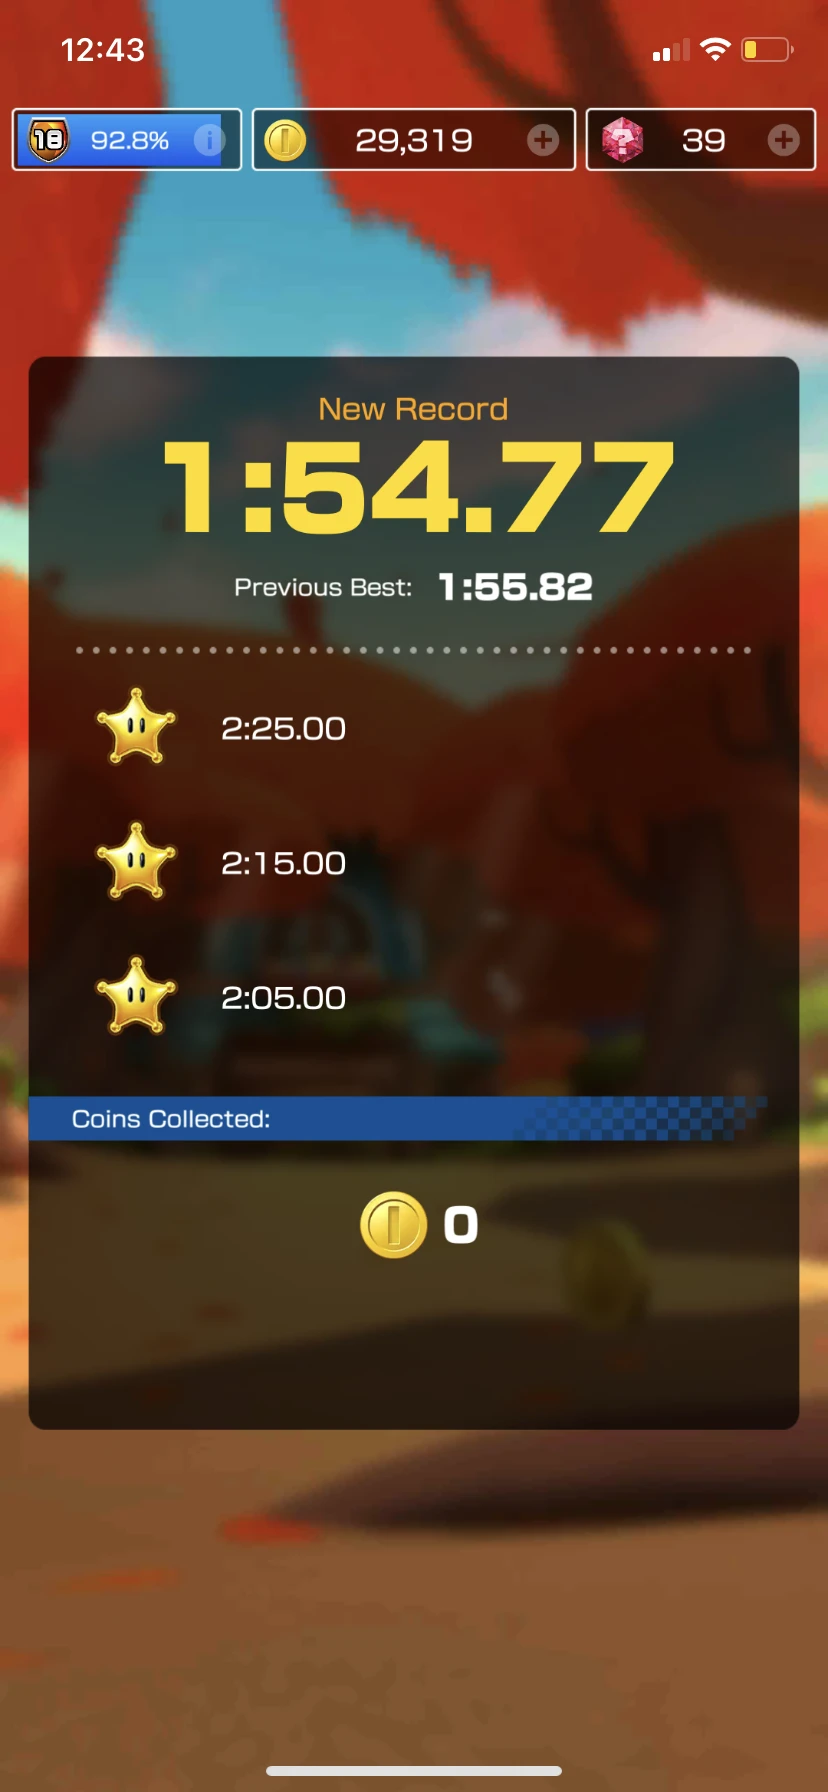 12:43
18 92.8% i 29,319 + ? 39 +
New Record
1:54.77
Previous Best: 1:55.82
2:25.00
2:15.00
2:05.00
Coins Collected:
0